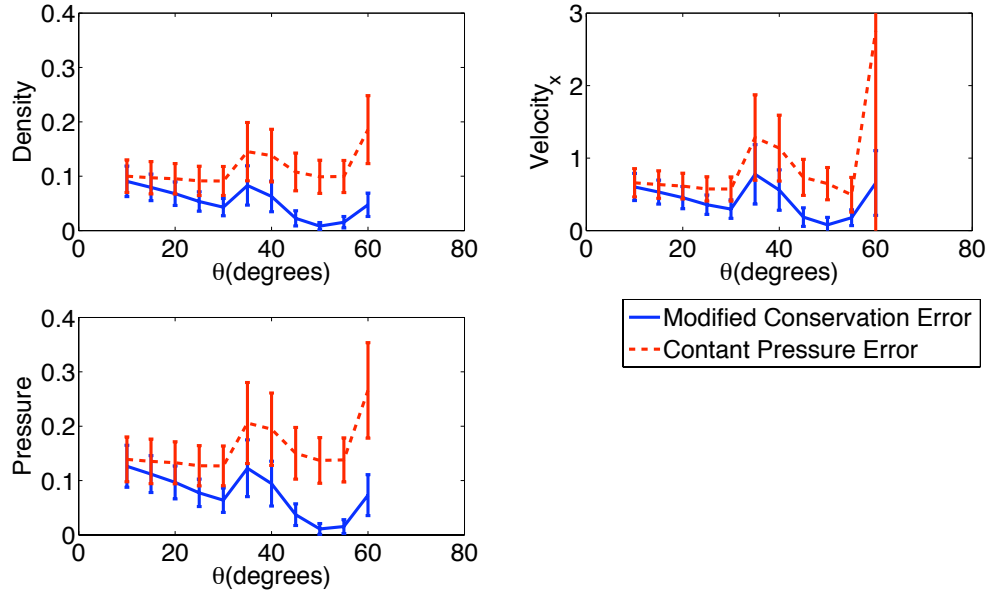 0.4
0.3
0.2
0.1
0
Density
0 20 40 60 80
θ(degrees)
3
2
1
0
Velocity x
0 20 40 60 80
θ(degrees)
0.4
0.3
0.2
0.1
0
Pressure
0 20 40 60 80
θ(degrees)
Modified Conservation Error
Contant Pressure Error